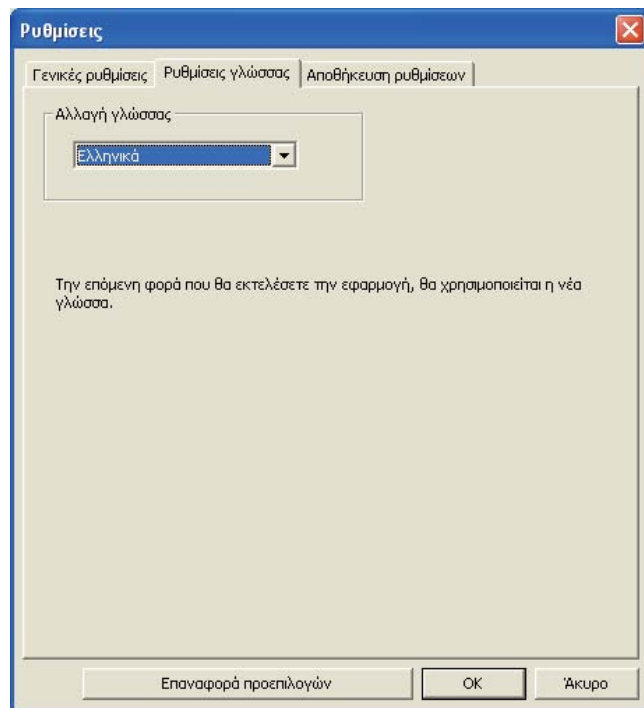 Ρυθμίσεις
Γενικές ρυθμίσεις Ρυθμίσεις γλώσσας Αποθήκευση ρυθμίσεων
Αλλαγή γλώσσας
Ελληνικά
Την επόμενη φορά που θα εκτελέσετε την εφαρμογή, θα χρησιμοποιείται η νέα
γλώσσα.
Επαναφορά προεπιλογών OK Άκυρο